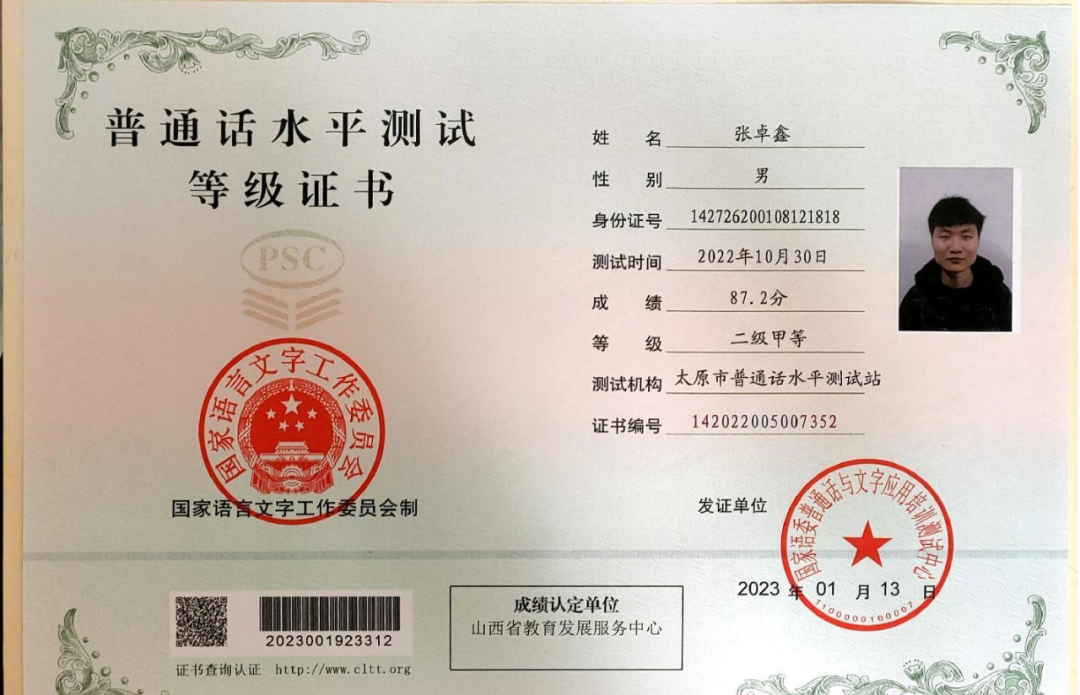 普通话水平测试
等级证书
PSC
国家语言文字工作委员会
国家语言文字工作委员会制
姓 名 张卓鑫
性 别 男
身份证号 142726200108121818
测试时间 2022年10月30日
成 绩 87.2分
等 级 二级甲等
测试机构 太原市普通话水平测试站
证书编号 142022005007352
发证单位
国家语委普通话与文字应用培训测试中心
1100000100007
2023 年 01 月 13 日
2023001923312
证书查询认证 http://www.cltt.org
成绩认定单位
山西省教育发展服务中心